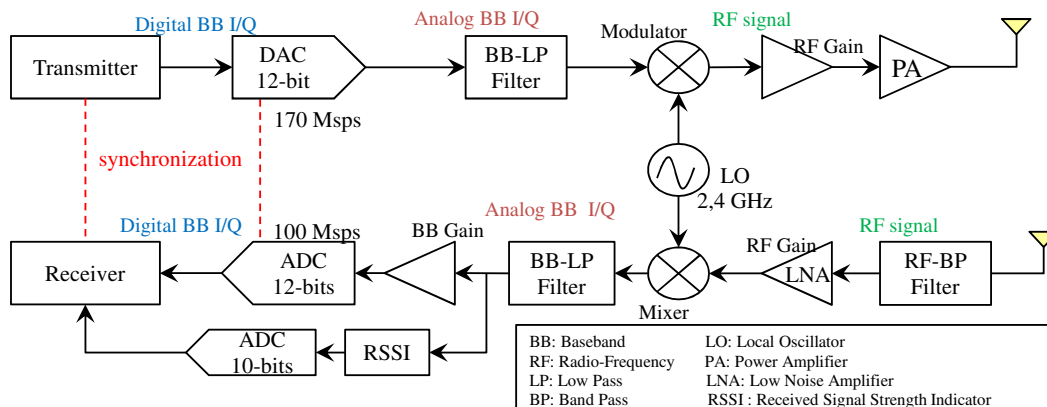 Digital BB I/Q
Analog BB I/Q
RF signal
Transmitter
DAC
12-bit
170 Msps
BB-LP
Filter
Modulator
RF Gain
PA
synchronization
LO
2,4 GHz
Digital BB I/Q
100 Msps
BB Gain
Analog BB I/Q
RF Gain
RF signal
Receiver
ADC
12-bits
BB-LP
Filter
Mixer
LNA
RF-BP
Filter
ADC
10-bits
RSSI
BB: Baseband
LO: Local Oscillator
RF: Radio-Frequency
PA: Power Amplifier
LP: Low Pass
LNA: Low Noise Amplifier
BP: Band Pass
RSSI : Received Signal Strength Indicator